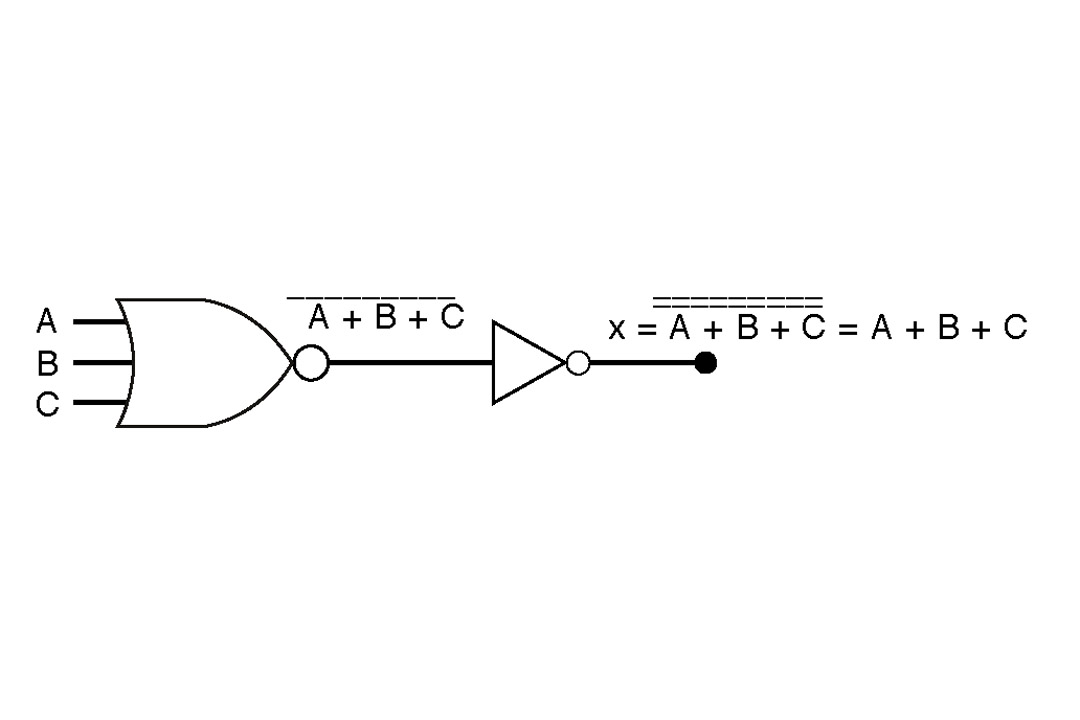 A
B
C
A + B + C
x = A + B + C = A + B + C